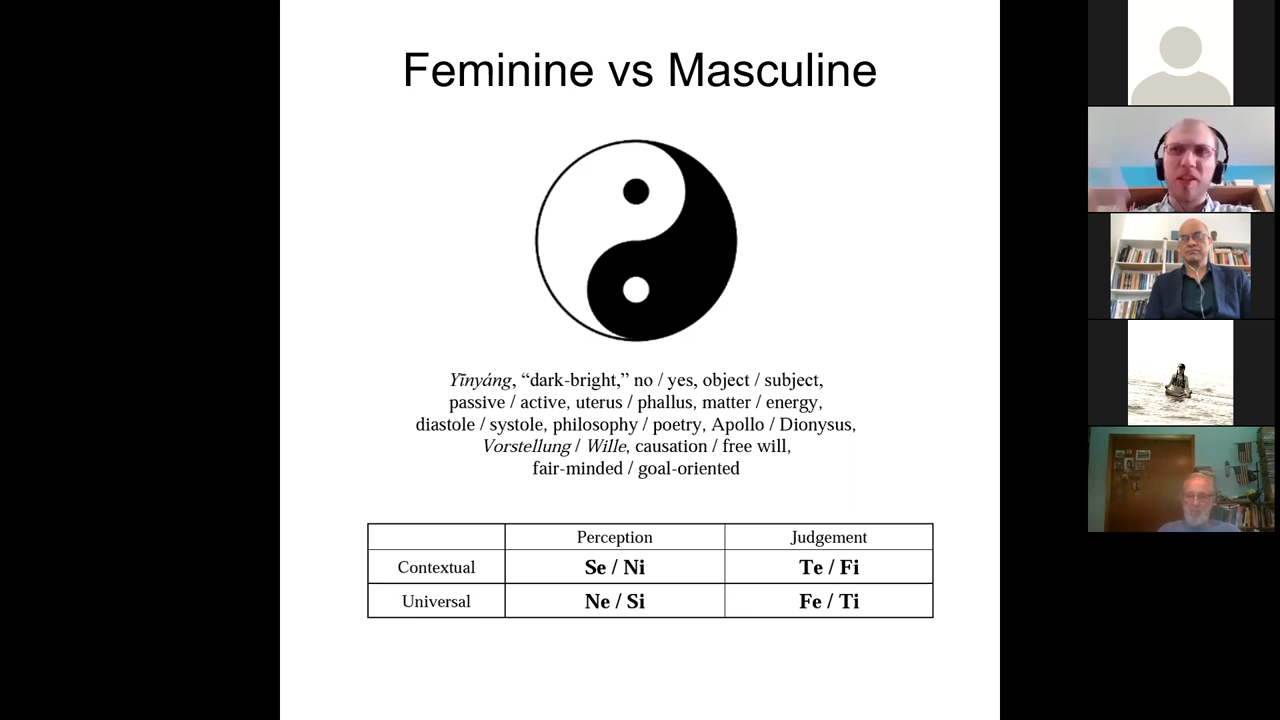 Feminine vs Masculine
Yīnyáng, “dark-bright,” no / yes, object / subject,
passive / active, uterus / phallus, matter / energy,
diastole / systole, philosophy / poetry, Apollo / Dionysus,
Vorstellung / Wille, causation / free will,
fair-minded / goal-oriented
Perception Judgement
Contextual Se / Ni Te / Fi
Universal Ne / Si Fe / Ti